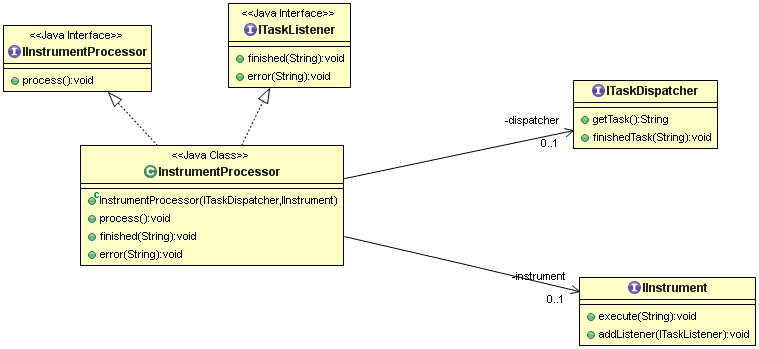 <<Java Interface>>
IInstrumentProcessor
process():void
<<Java Interface>>
ITaskListener
finished(String):void
error(String):void
ITaskDispatcher
getTask():String
finishedTask(String):void
-dispatcher
0..1
<<Java Class>>
InstrumentProcessor
InstrumentProcessor(ITaskDispatcher,IInstrument)
process():void
finished(String):void
error(String):void
-instrument
0..1
IInstrument
execute(String):void
addListener(ITaskListener):void